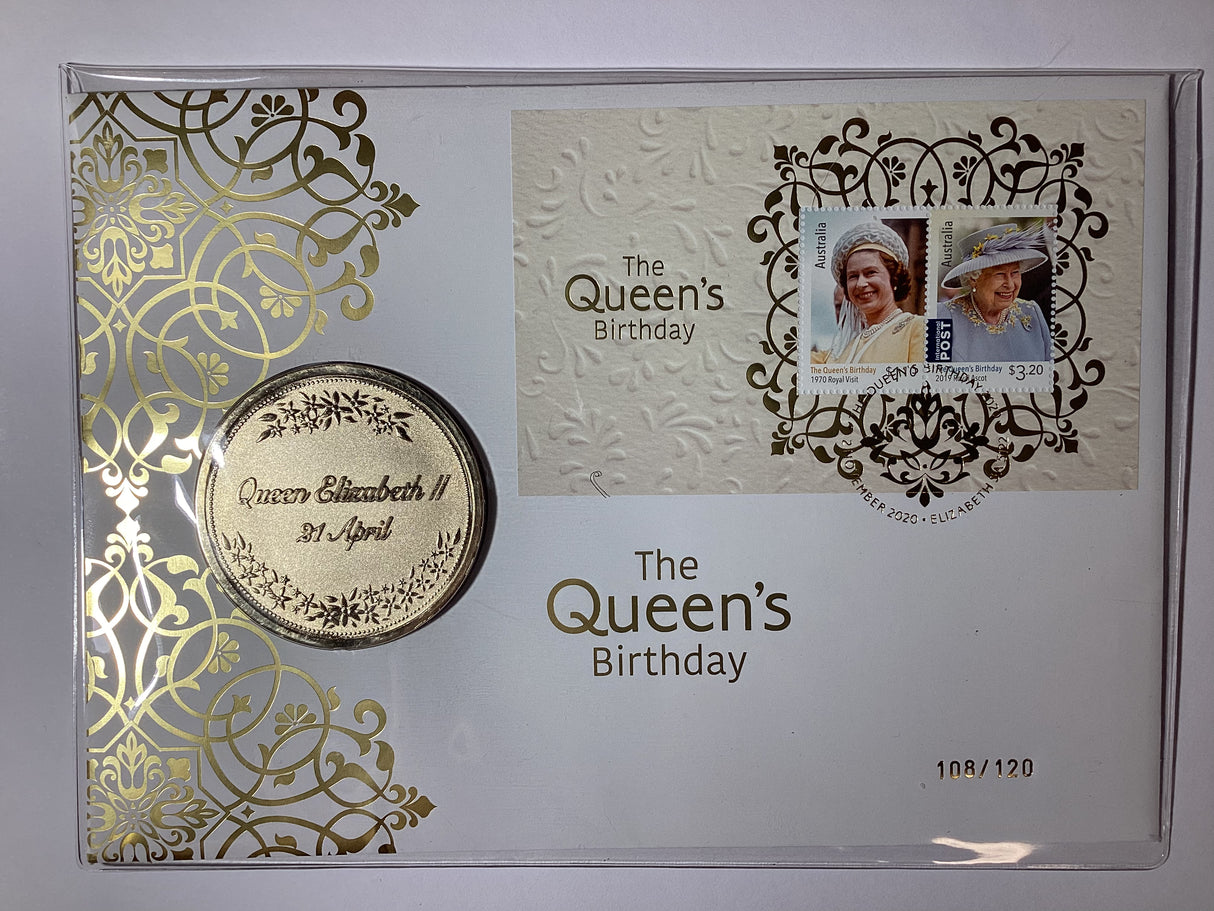 The
Queen's
Birthday
Australia
The Queen's Birthday
1970 Royal Visit
Australia
International
POST
The Queen's Birthday
2019
Ascot
$3.20
THE QUEEN'S BIRTHDAY
EMBER 2020 • ELIZABETH
Queen Elizabeth II
21 April
The
Queen's
Birthday
108/120